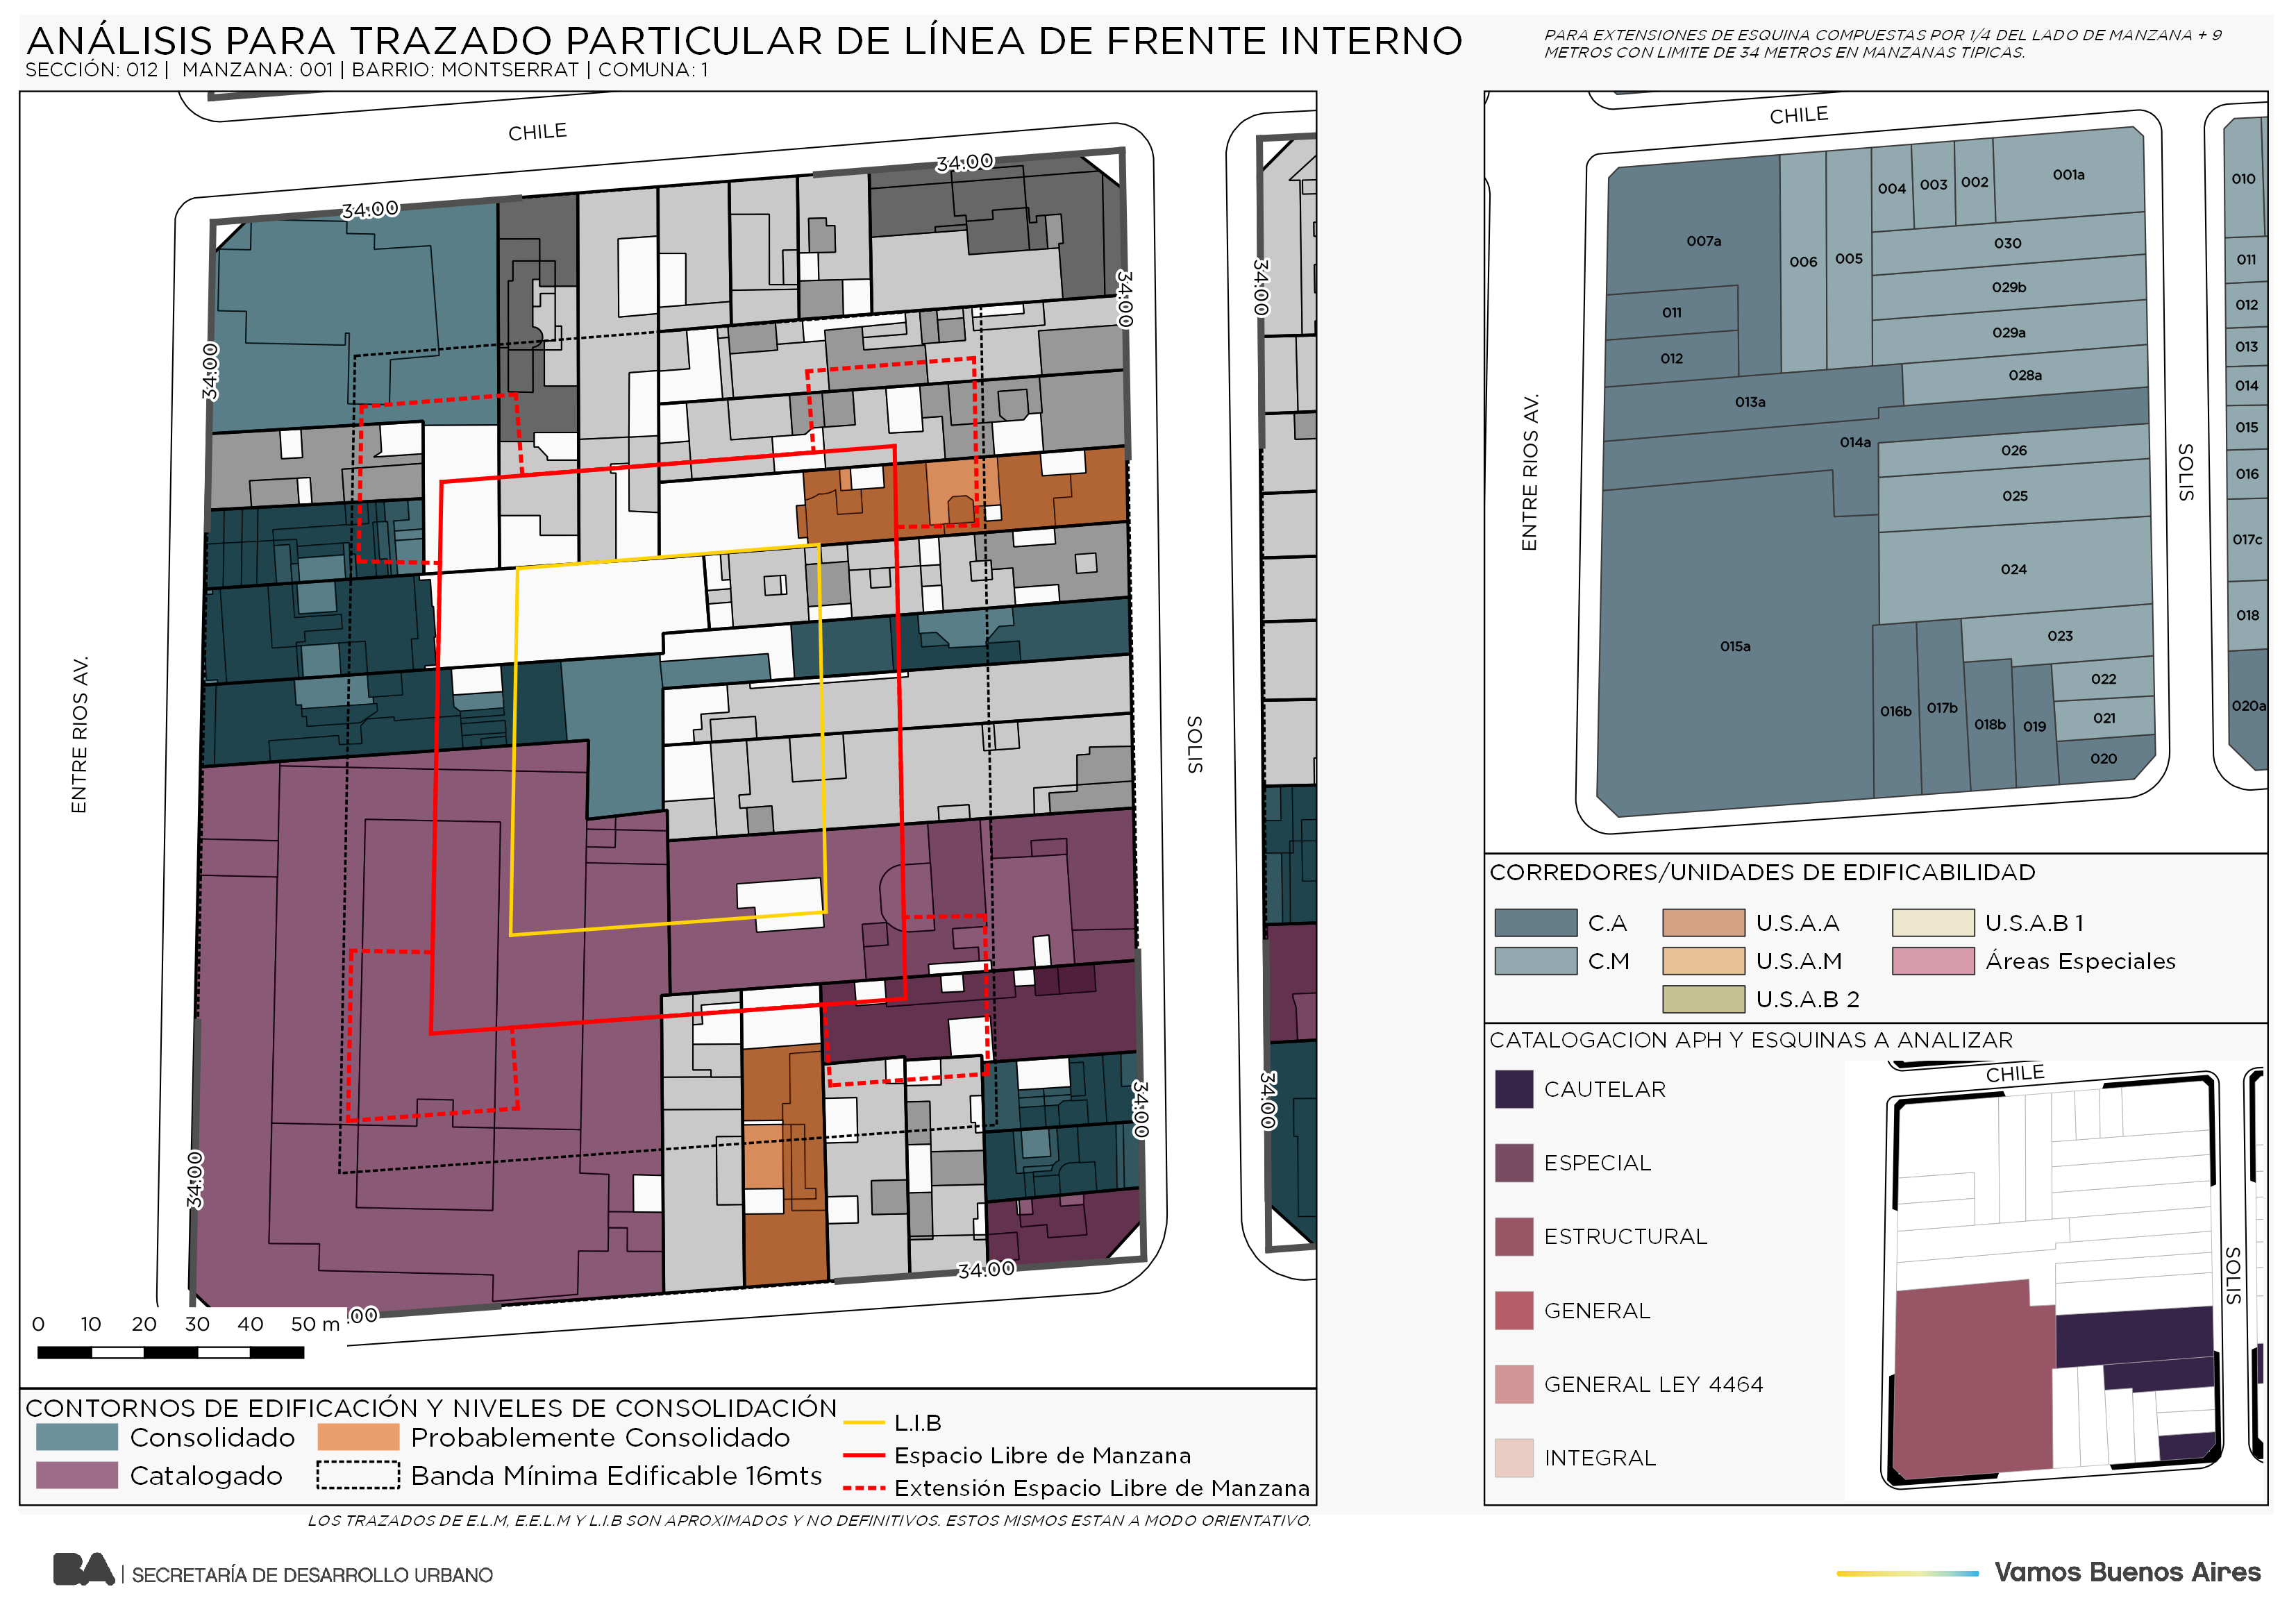 ANÁLISIS PARA TRAZADO PARTICULAR DE LÍNEA DE FRENTE INTERNO
SECCIÓN: 012 | MANZANA: 001 | BARRIO: MONTSERRAT | COMUNA: 1
PARA EXTENSIONES DE ESQUINA COMPUESTAS POR 1/4 DEL LADO DE MANZANA + 9
METROS CON LIMITE DE 34 METROS EN MANZANAS TIPICAS.
CHILE
34:00
34:00
34:00
34:00
34:00
ENTRE RIOS AV.
SOLIS
34:00
34:00
34:00
34:00
.00
0 10 20 30 40 50 m
CONTORNOS DE EDIFICACIÓN Y NIVELES DE CONSOLIDACIÓN
Consolidado
Probablemente Consolidado
Catalogado
Banda Mínima Edificable 16mts
L.I.B
Espacio Libre de Manzana
Extensión Espacio Libre de Manzana
CHILE
007a
006
005
004
003
002
001a
010
030
011
029b
011
012
012
029a
013
028a
014
013a
015
014a
026
016
025
017c
024
018
015a
023
022
016b
017b
018b
019
021
020a
020
ENTRE RIOS AV.
SOLIS
CORREDORES/UNIDADES DE EDIFICABILIDAD
C.A
U.S.A.A
U.S.A.B 1
C.M
U.S.A.M
Áreas Especiales
U.S.A.B 2
CATALOGACION APH Y ESQUINAS A ANALIZAR
CAUTELAR
ESPECIAL
ESTRUCTURAL
GENERAL
GENERAL LEY 4464
INTEGRAL
CHILE
SOLIS
LOS TRAZADOS DE E.L.M, E.E.L.M Y L.I.B SON APROXIMADOS Y NO DEFINITIVOS. ESTOS MISMOS ESTAN A MODO ORIENTATIVO.
BA | SECRETARÍA DE DESARROLLO URBANO
Vamos Buenos Aires